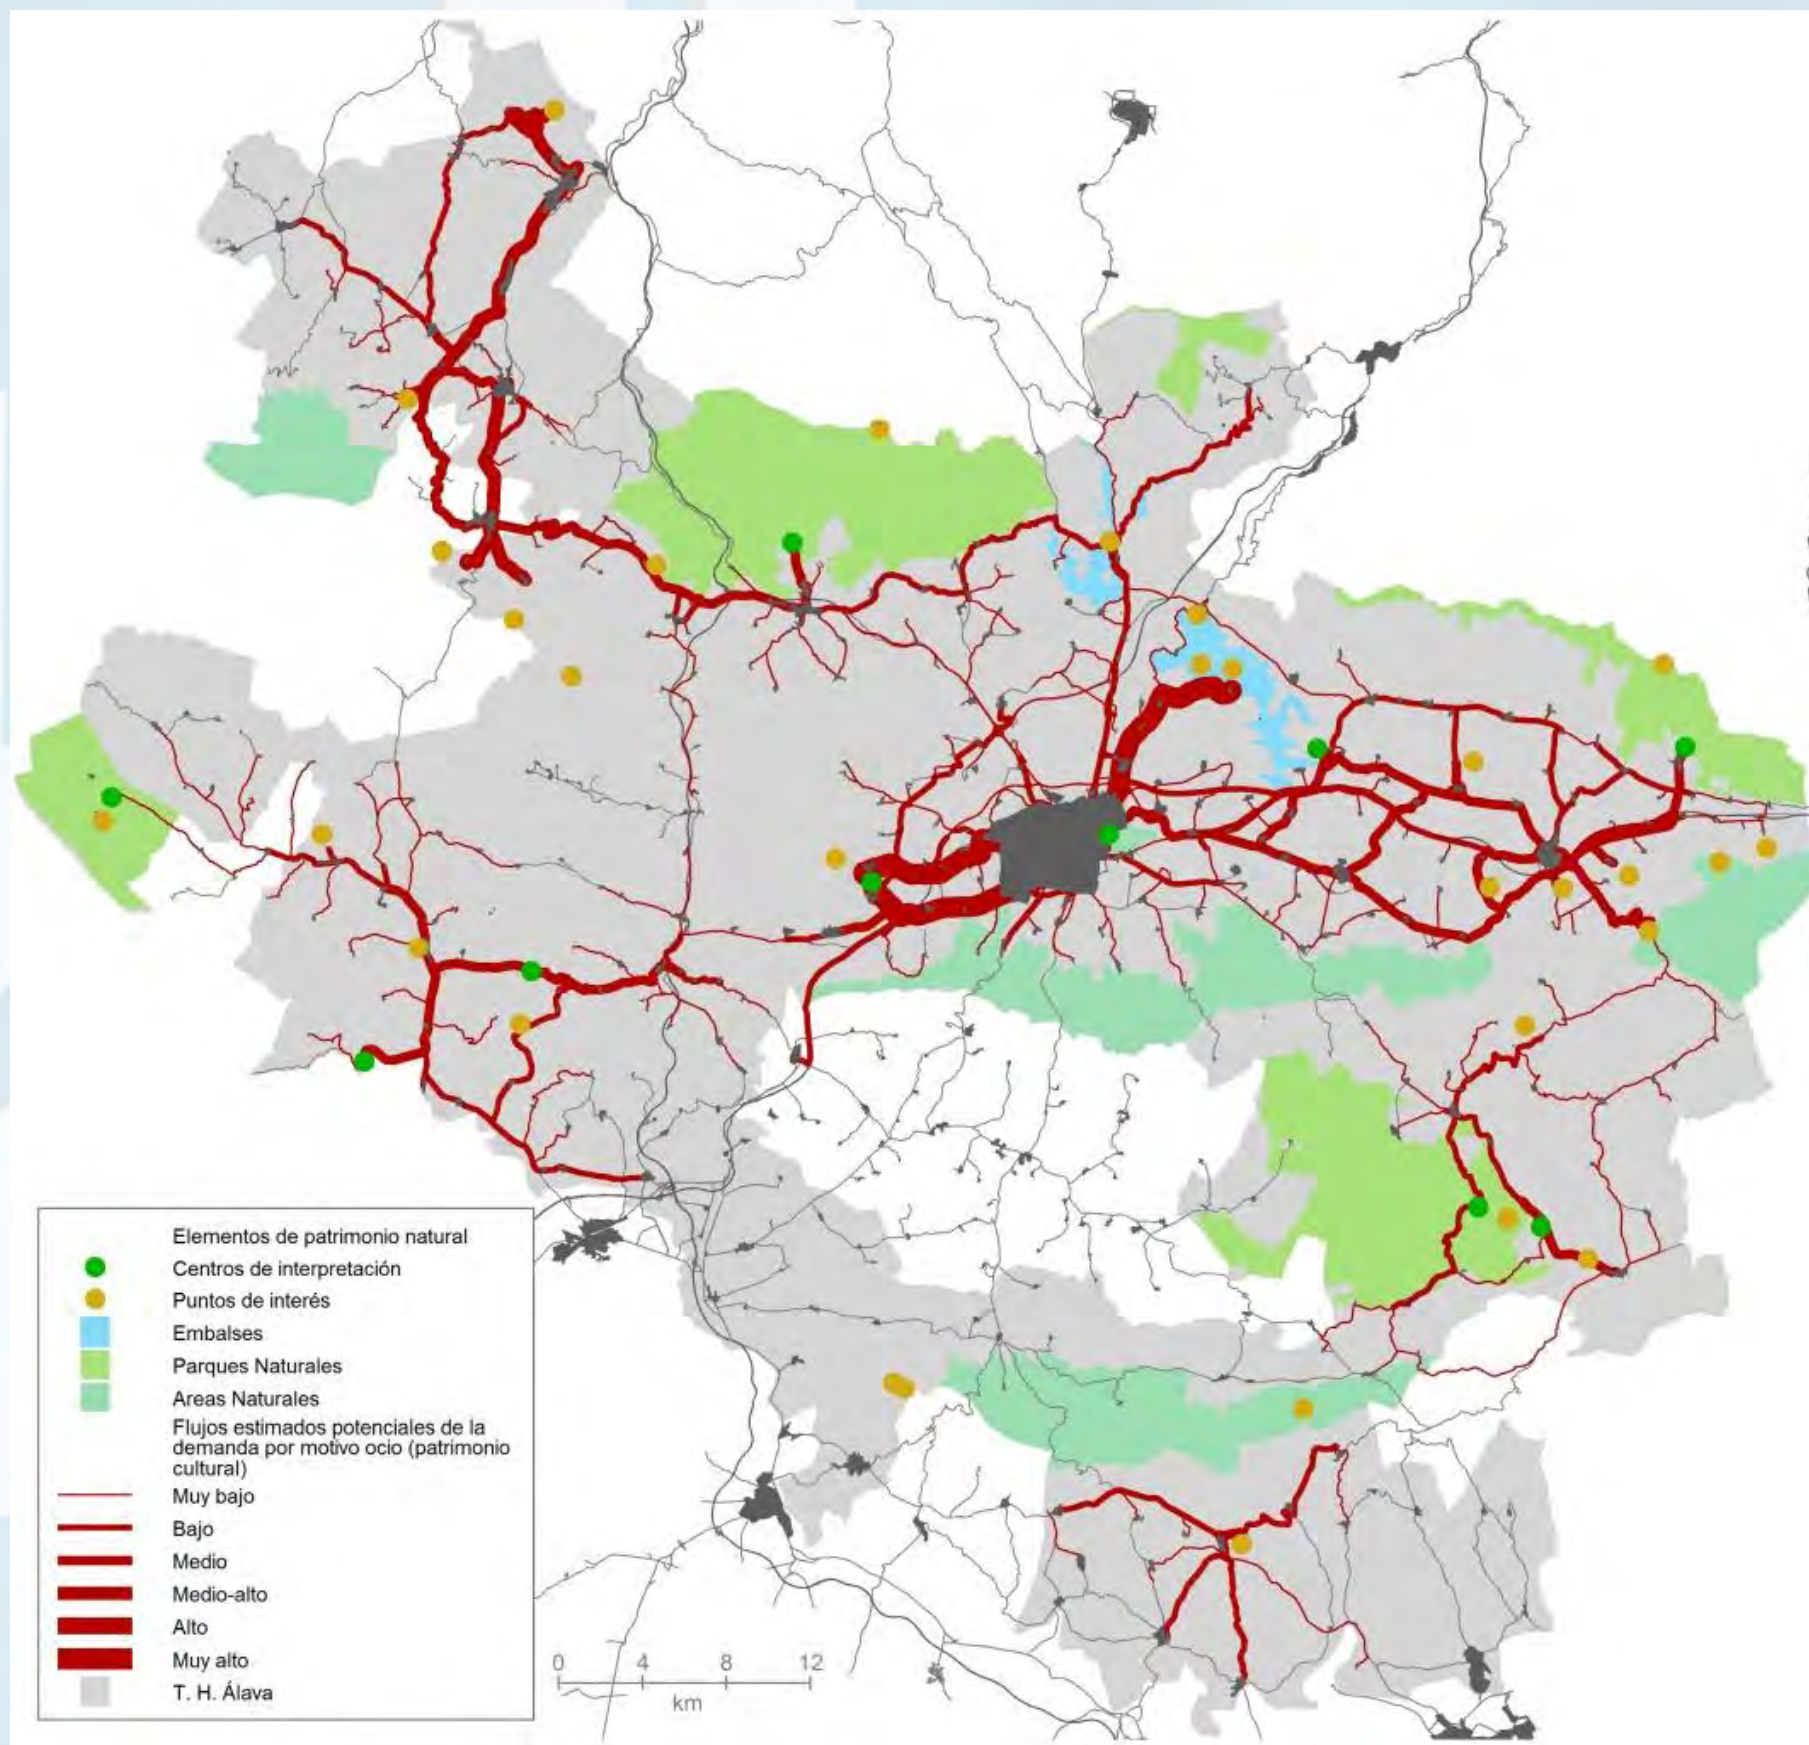 Elementos de patrimonio natural
Centros de interpretación
Puntos de interés
Embalses
Parques Naturales
Areas Naturales
Flujos estimados potenciales de la
demanda por motivo ocio (patrimonio
cultural)
Muy bajo
Bajo
Medio
Medio-alto
Alto
Muy alto
T. H. Álava
0 4 8 12
km